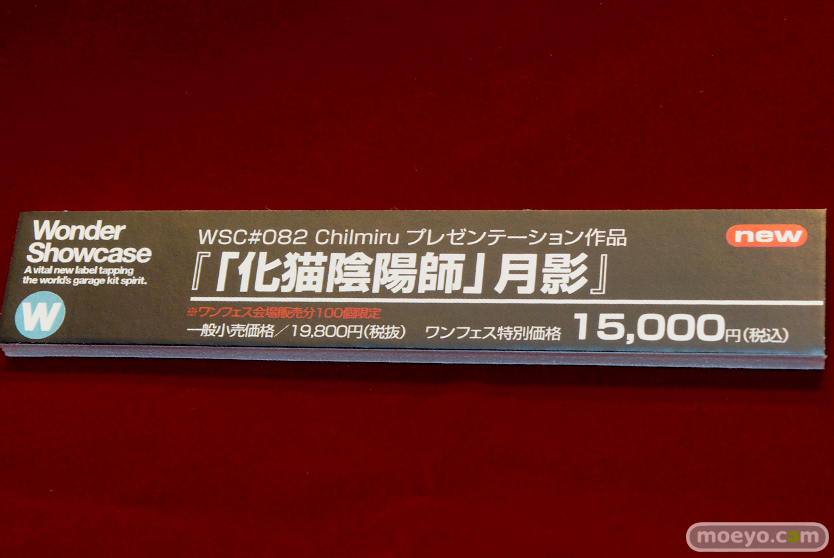 Wonder
Showcase
A vital new label tapping
the world's garage kit spirit.
W
WSC#082 Chilmiru プレゼンテーション作品
new
『「化猫陰陽師」月影』
※ワンフェス会場販売分100個限定
一般小売価格／19,800円(税抜) ワンフェス特別価格 15,000円(税込)
moeyo.com